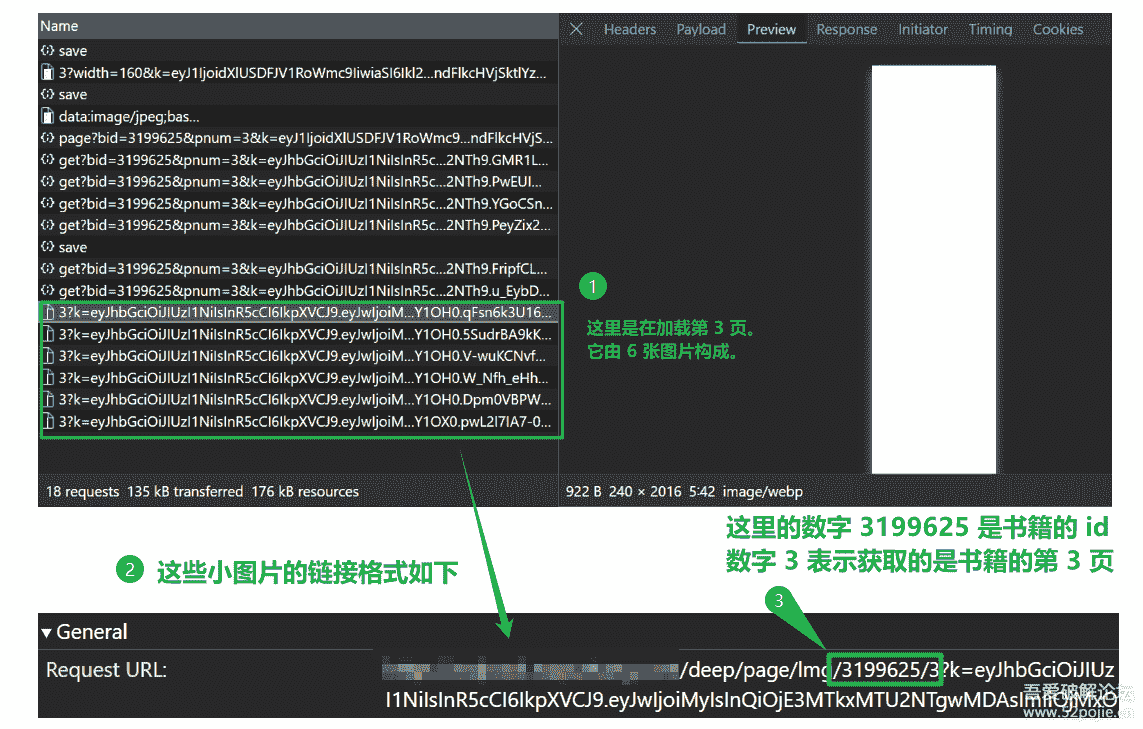 Name
save
3?width=160&k=eyJ1IjoidXlUSDFJV1RoWmc9IiwiaSI6Ikl2...ndFlkcHVjSktlYz...
save
data:image/jpeg;bas...
page?bid=3199625&pnum=3&k=eyJ1IjoidXlUSDFJV1RoWmc9...ndFlkcHVjS...
get?bid=3199625&pnum=3&k=eyJhbGciOiJIUzI1NiIsInR5c...2NTh9.GMR1L...
get?bid=3199625&pnum=3&k=eyJhbGciOiJIUzI1NiIsInR5c...2NTh9.PwEUI...
get?bid=3199625&pnum=3&k=eyJhbGciOiJIUzI1NiIsInR5c...2NTh9.YGoCSn...
get?bid=3199625&pnum=3&k=eyJhbGciOiJIUzI1NiIsInR5c...2NTh9.PeyZix2...
save
get?bid=3199625&pnum=3&k=eyJhbGciOiJIUzI1NiIsInR5c...2NTh9.FripfCL...
get?bid=3199625&pnum=3&k=eyJhbGciOiJIUzI1NiIsInR5c...2NTh9.u_EybD...
3?k=eyJhbGciOiJIUzI1NiIsInR5cCI6IkpXVCJ9.eyJwIjoiM...Y1OH0.qFsn6k3U16...
3?k=eyJhbGciOiJIUzI1NiIsInR5cCI6IkpXVCJ9.eyJwIjoiM...Y1OH0.5SudrBA9kK...
3?k=eyJhbGciOiJIUzI1NiIsInR5cCI6IkpXVCJ9.eyJwIjoiM...Y1OH0.V-wuKCNvf...
3?k=eyJhbGciOiJIUzI1NiIsInR5cCI6IkpXVCJ9.eyJwIjoiM...Y1OH0.W_Nfh_eHh...
3?k=eyJhbGciOiJIUzI1NiIsInR5cCI6IkpXVCJ9.eyJwIjoiM...Y1OH0.Dpm0VBPW...
3?k=eyJhbGciOiJIUzI1NiIsInR5cCI6IkpXVCJ9.eyJwIjoiM...Y1OX0.pwL2I7IA7-0...
18 requests 135 kB transferred 176 kB resources
Headers Payload Preview Response Initiator Timing Cookies
1
这里是在加载第 3 页。
它由 6 张图片构成。
922 B 240 × 2016 5:42 image/webp
这里的数字 3199625 是书籍的 id
数字 3 表示获取的是书籍的第 3 页
2 这些小图片的链接格式如下
3
General
Request URL: /deep/page/Img/3199625/3?k=eyJhbGciOiJIUz
I1NiIsInR5cCI6IkpXVCJ9.eyJwIjoiMyIsInQiOjE3MTkxMTU2NTgwMDAsImIiOjMxO
吾爱破解论坛
www.52pojie.cn